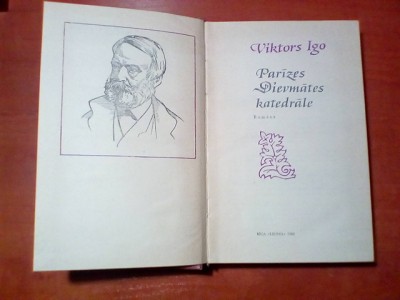 Viktors Igo
Parīzes
Dievmātes
katedrāle
Romāns